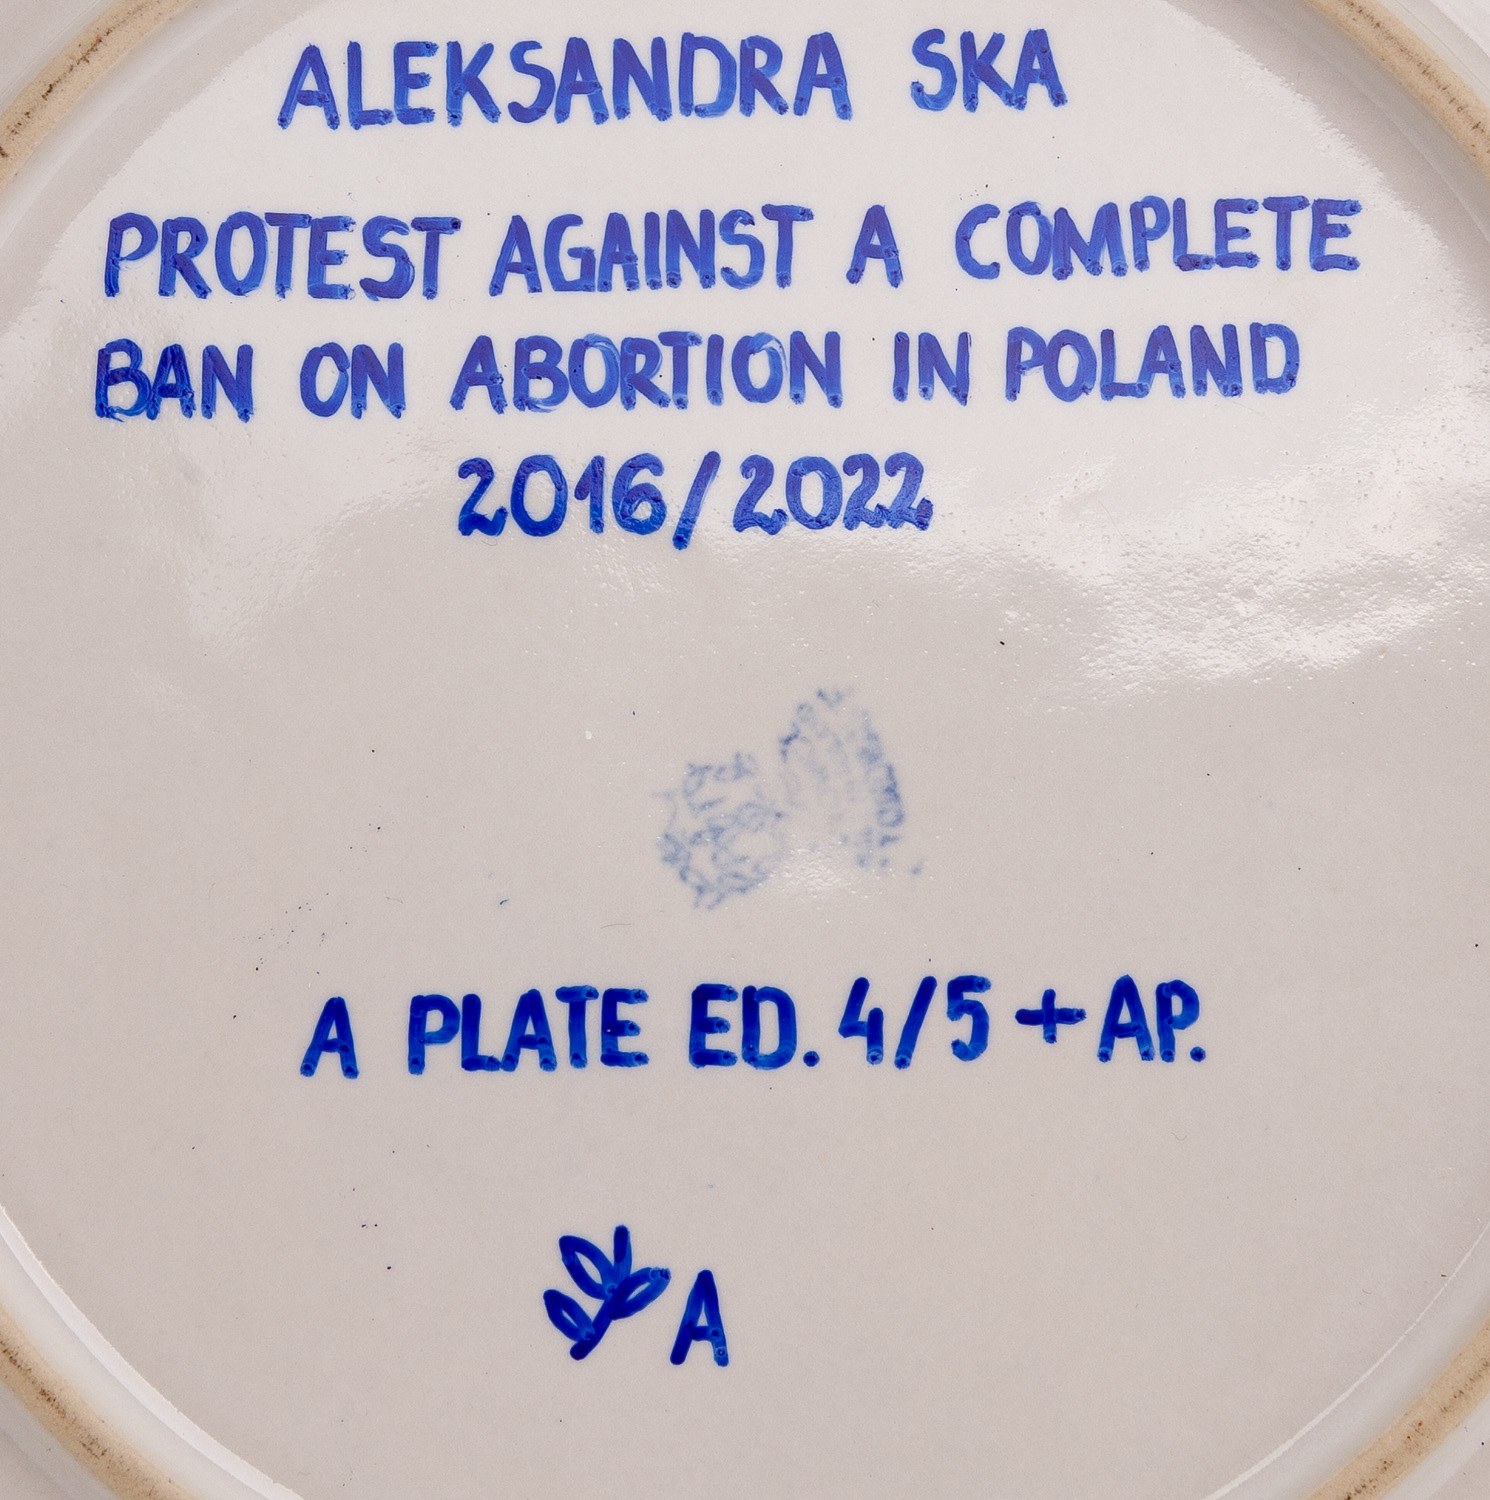 ALEKSANDRA SKA
PROTEST AGAINST A COMPLETE
BAN ON ABORTION IN POLAND
2016/2022
A PLATE ED. 4/5 + AP.
A